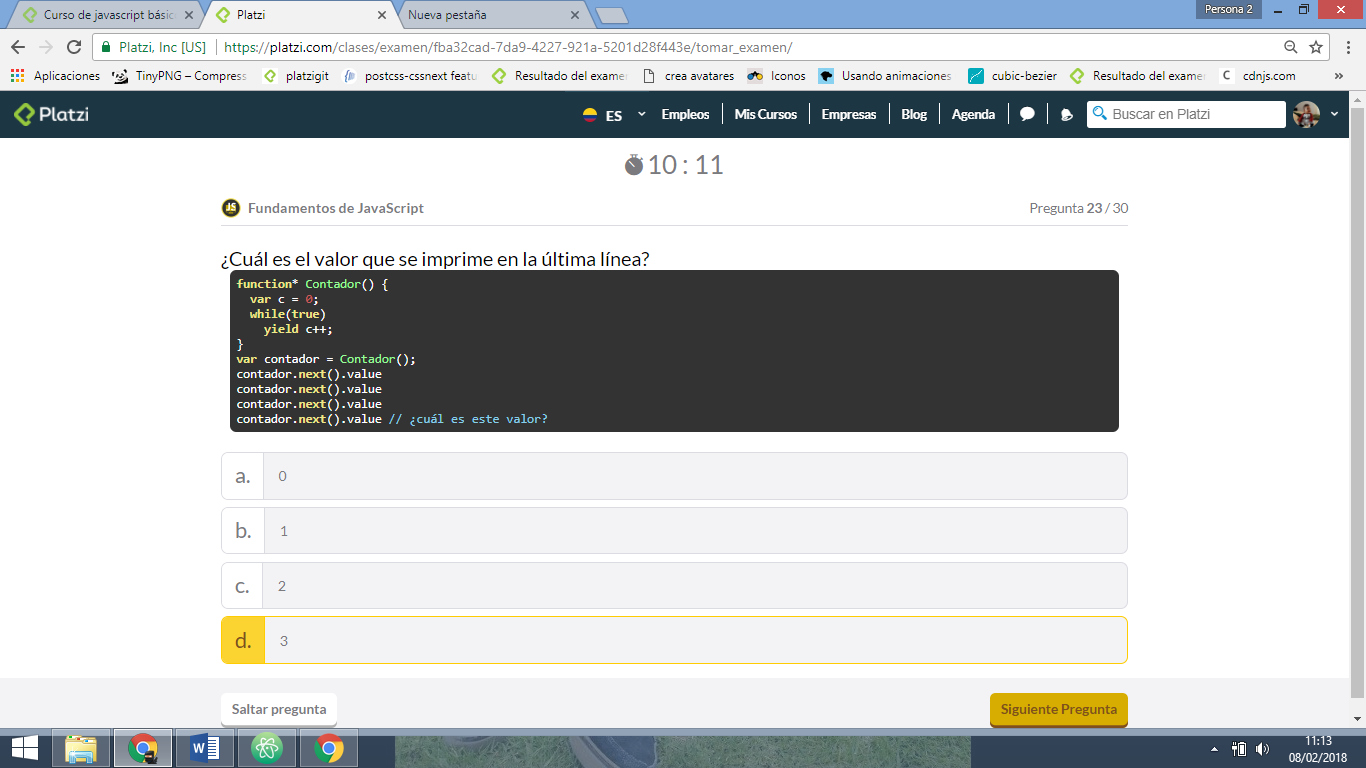 Curso de javascript básic
Platzi
Nueva pestaña
Persona 2
Platzi, Inc [US]
https://platzi.com/clases/examen/fba32cad-7da9-4227-921a-5201d28f443e/tomar_examen/
Aplicaciones
TinyPNG – Compress
platzigit
postcss-cssnext featu
Resultado del exame
crea avatares
Iconos
Usando animaciones
cubic-bezier
Resultado del exame
C cdnjs.com
»
Platzi
ES
Empleos
Mis Cursos
Empresas
Blog
Agenda
Buscar en Platzi
10 : 11
JS
Fundamentos de JavaScript
Pregunta 23 / 30
¿Cuál es el valor que se imprime en la última línea?
function* Contador() {
var c = 0;
while(true)
yield c++;
}
var contador = Contador();
contador.next().value
contador.next().value
contador.next().value
contador.next().value // ¿cuál es este valor?
a. 0
b. 1
c. 2
d. 3
Saltar pregunta
Siguiente Pregunta
11:13
08/02/2018